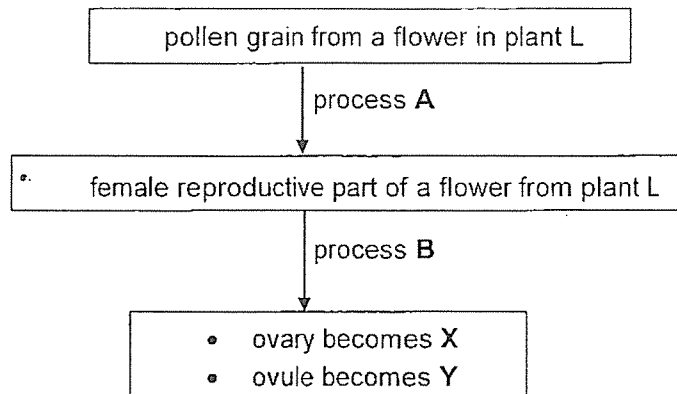 pollen grain from a flower in plant L
process A
female reproductive part of a flower from plant L
process B
• ovary becomes X
• ovule becomes Y